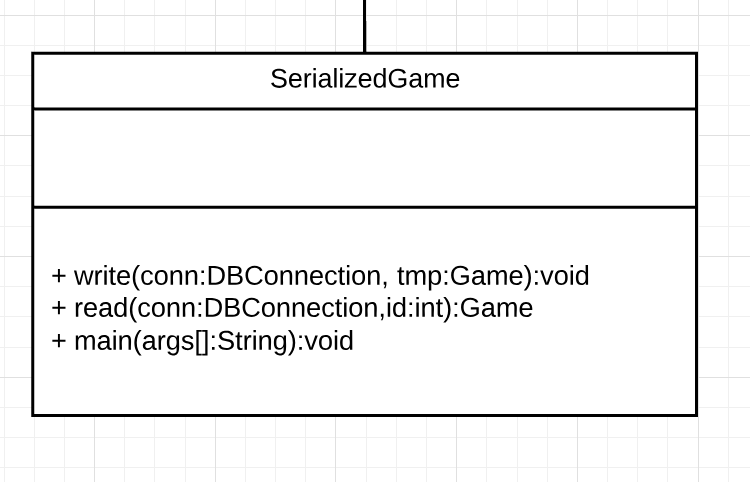 SerializedGame
+ write(conn:DBConnection, tmp:Game):void
+ read(conn:DBConnection,id:int):Game
+ main(args[]:String):void